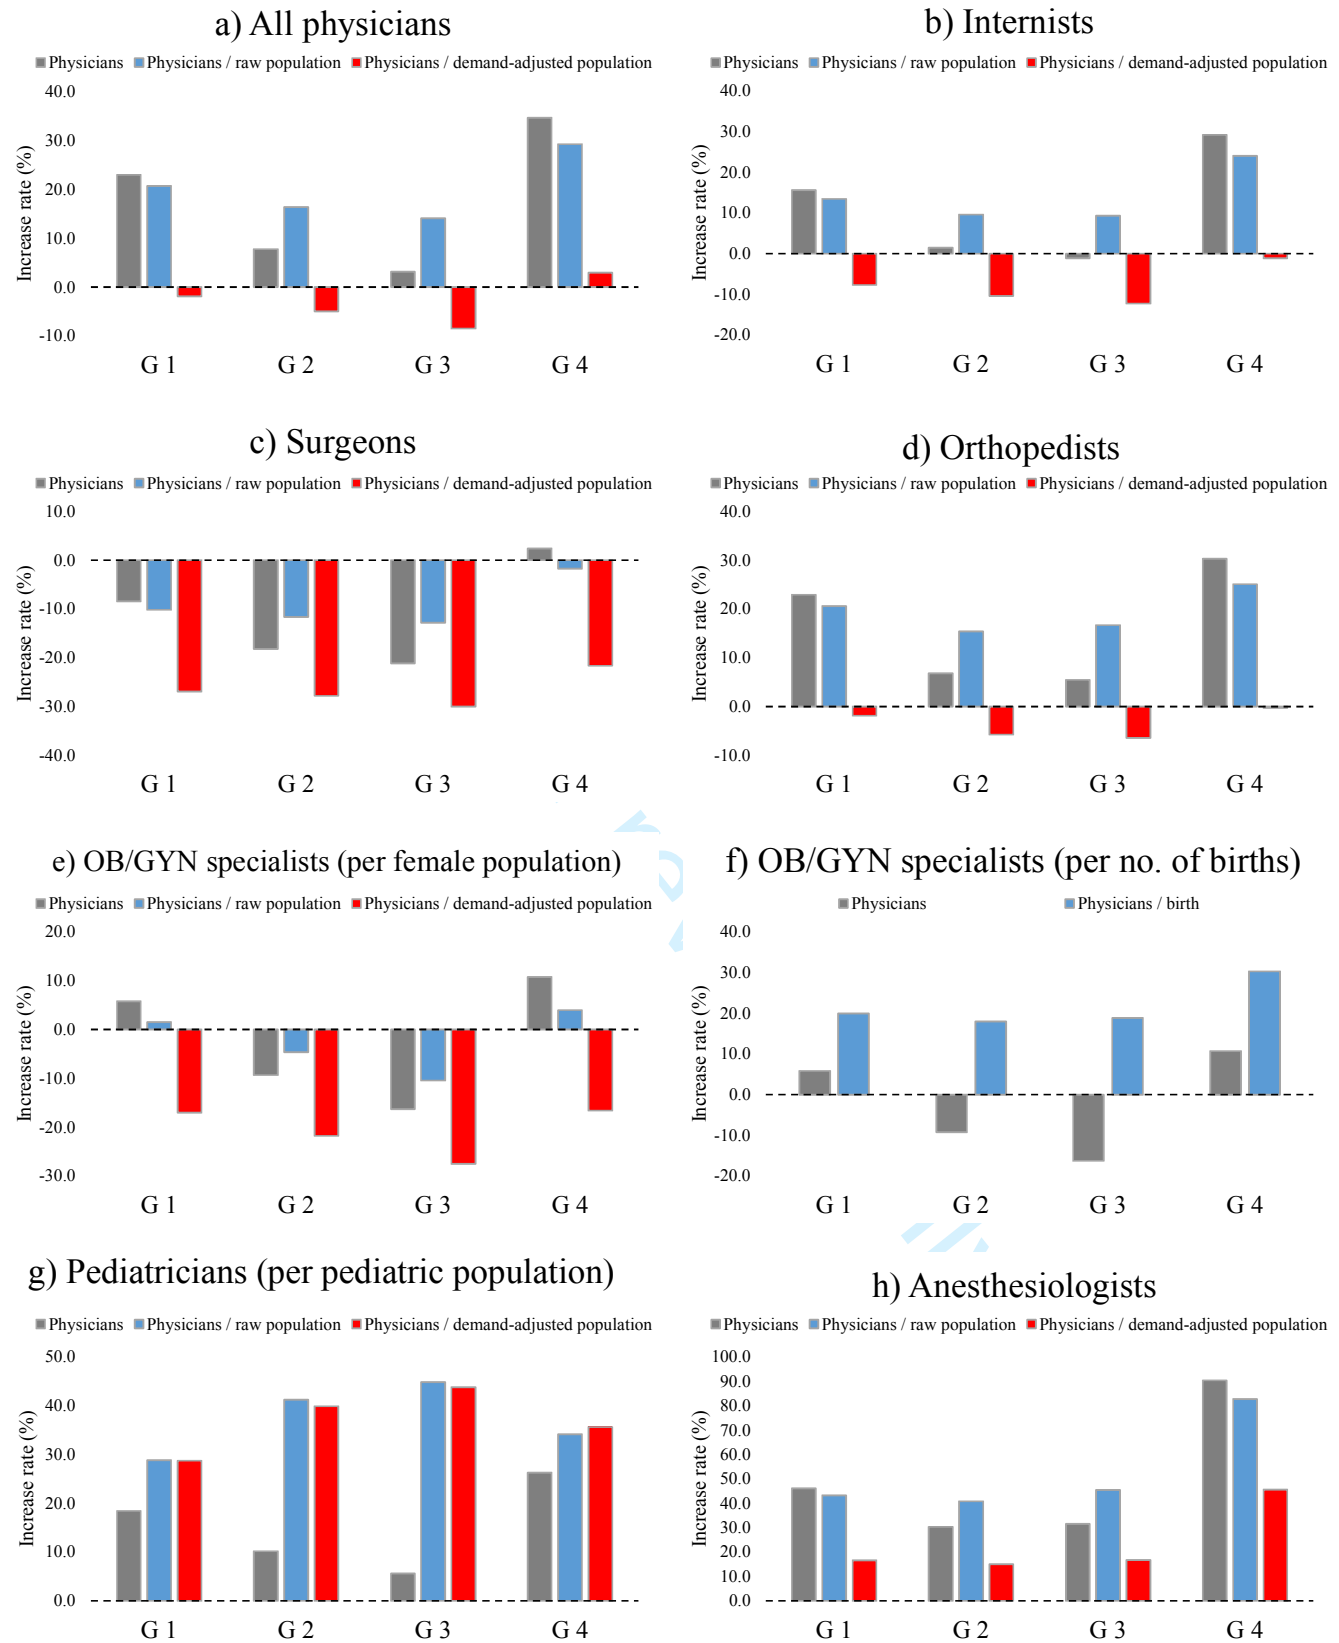 a) All physicians
Physicians Physicians / raw population Physicians / demand-adjusted population
Increase rate (%)
40.0
30.0
20.0
10.0
0.0
-10.0
G 1 G 2 G 3 G 4
b) Internists
Physicians Physicians / raw population Physicians / demand-adjusted population
Increase rate (%)
40.0
30.0
20.0
10.0
0.0
-10.0
-20.0
G 1 G 2 G 3 G 4
c) Surgeons
Physicians Physicians / raw population Physicians / demand-adjusted population
Increase rate (%)
10.0
0.0
-10.0
-20.0
-30.0
-40.0
G 1 G 2 G 3 G 4
d) Orthopedists
Physicians Physicians / raw population Physicians / demand-adjusted population
Increase rate (%)
40.0
30.0
20.0
10.0
0.0
-10.0
G 1 G 2 G 3 G 4
e) OB/GYN specialists (per female population)
Physicians Physicians / raw population Physicians / demand-adjusted population
Increase rate (%)
20.0
10.0
0.0
-10.0
-20.0
-30.0
G 1 G 2 G 3 G 4
f) OB/GYN specialists (per no. of births)
Physicians Physicians / birth
Increase rate (%)
40.0
30.0
20.0
10.0
0.0
-10.0
-20.0
G 1 G 2 G 3 G 4
g) Pediatricians (per pediatric population)
Physicians Physicians / raw population Physicians / demand-adjusted population
Increase rate (%)
50.0
40.0
30.0
20.0
10.0
0.0
G 1 G 2 G 3 G 4
h) Anesthesiologists
Physicians Physicians / raw population Physicians / demand-adjusted population
Increase rate (%)
100.0
90.0
80.0
70.0
60.0
50.0
40.0
30.0
20.0
10.0
0.0
G 1 G 2 G 3 G 4